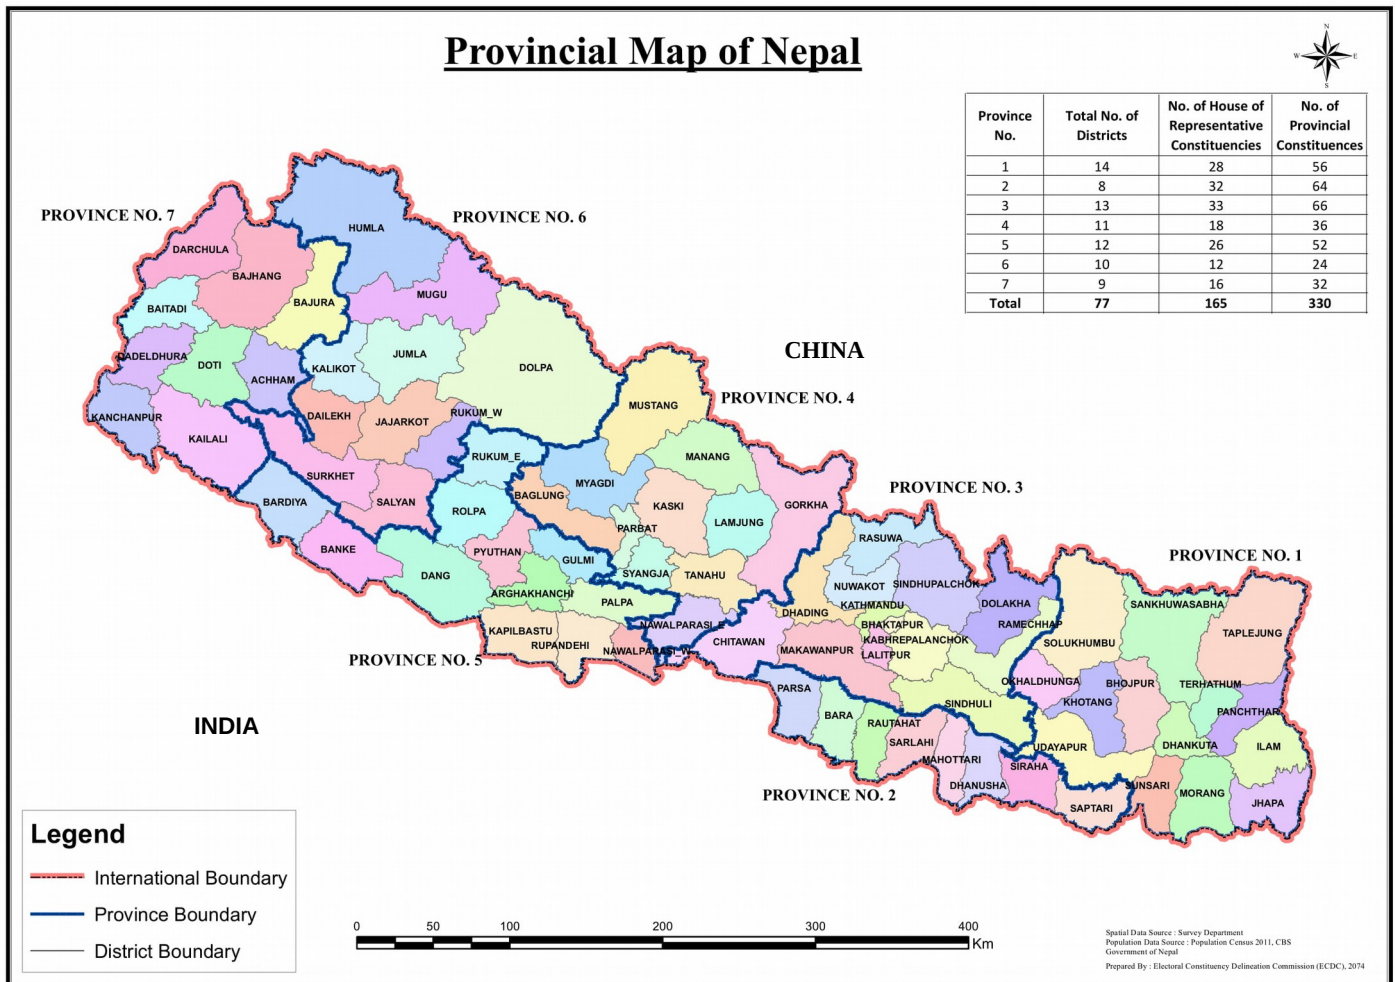 Provincial Map of Nepal
N
W E
S
Province No. Total No. of Districts No. of House of Representative Constituencies No. of Provincial Constituences
1 14 28 56
2 8 32 64
3 13 33 66
4 11 18 36
5 12 26 52
6 10 12 24
7 9 16 32
Total 77 165 330
PROVINCE NO. 7
PROVINCE NO. 6
HUMLA
DARCHULA
BAJHANG
BAJURA
MUGU
BAITADI
DADELDHURA
DOTI
ACHHAM
KALIKOT
JUMLA
DOLPA
CHINA
KANCHANPUR
KAILALI
DAILEKH
JAJARKOT
RUKUM_W
MUSTANG
PROVINCE NO. 4
RUKUM_E
MANANG
SURKHET
SALYAN
BARDIYA
ROLPA
BAGLUNG
MYAGDI
KASKI
LAMJUNG
GORKHA
PROVINCE NO. 3
BANKE
DANG
PYUTHAN
GULMI
PARBAT
SYANGJA
TANAHU
RASUWA
NUWAKOT
SINDHUPALCHOK
DOLAKHA
PROVINCE NO. 1
ARGHAKHANCHI
PALPA
DHADING
KATHMANDU
BHAKTAPUR
KABHREPALANCHOK
LALITPUR
RAMECHHAP
SANKHUWASABHA
SOLUKHUMBU
TAPLEJUNG
KAPILBASTU
RUPANDEHI
NAWALPARASI_E
NAWALPARASI_W
CHITAWAN
MAKAWANPUR
PROVINCE NO. 5
OKHALDHUNGA
KHOTANG
BHOJPUR
TERHATHUM
PANCHTHAR
INDIA
PARSA
BARA
RAUTAHAT
SARLAHI
SINDHULI
MAHOTTARI
DHANUSHA
SIRAHA
UDAYAPUR
DHANKUTA
ILAM
PROVINCE NO. 2
SAPTARI
SUNSARI
MORANG
JHAPA
Legend
International Boundary
Province Boundary
District Boundary
0 50 100 200 300 400
Km
Spatial Data Source : Survey Department
Population Data Source : Population Census 2011, CBS
Government of Nepal
Prepared By : Electoral Constituency Delineation Commission (ECDC), 2074